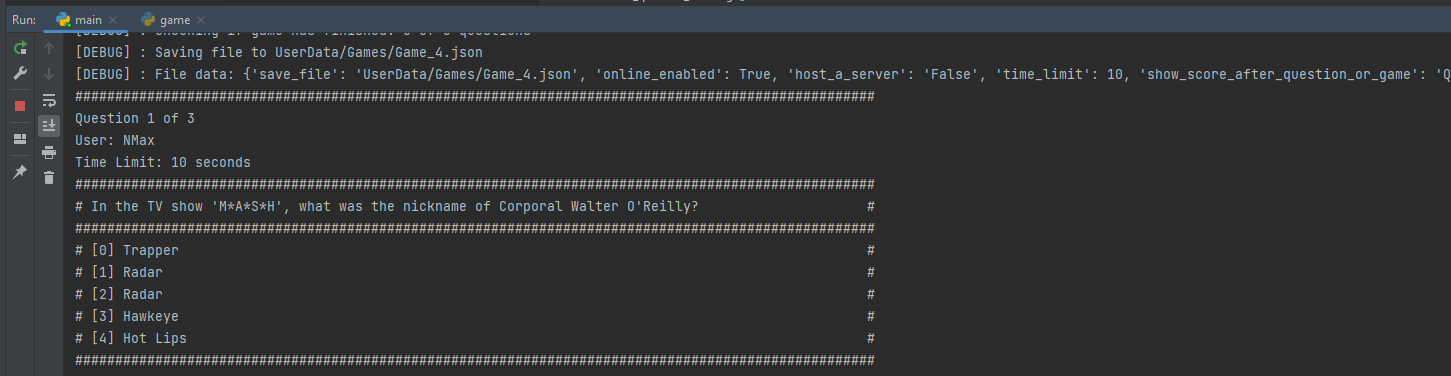 Run: main game
[DEBUG] : Saving file to UserData/Games/Game_4.json
[DEBUG] : File data: {'save_file': 'UserData/Games/Game_4.json', 'online_enabled': True, 'host_a_server': 'False', 'time_limit': 10, 'show_score_after_question_or_game': 'Q
####################################################################################################
Question 1 of 3
User: NMax
Time Limit: 10 seconds
####################################################################################################
# In the TV show 'M*A*S*H', what was the nickname of Corporal Walter O'Reilly? #
####################################################################################################
# [0] Trapper #
# [1] Radar #
# [2] Radar #
# [3] Hawkeye #
# [4] Hot Lips #
####################################################################################################